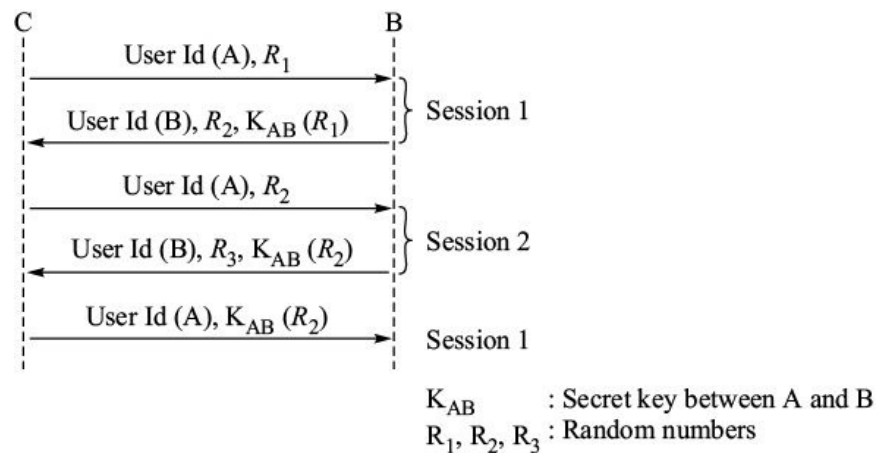 C B
User Id (A), R1
User Id (B), R2, KAB (R1)
Session 1
User Id (A), R2
User Id (B), R3, KAB (R2)
Session 2
User Id (A), KAB (R2)
Session 1
KAB : Secret key between A and B
R1, R2, R3 : Random numbers